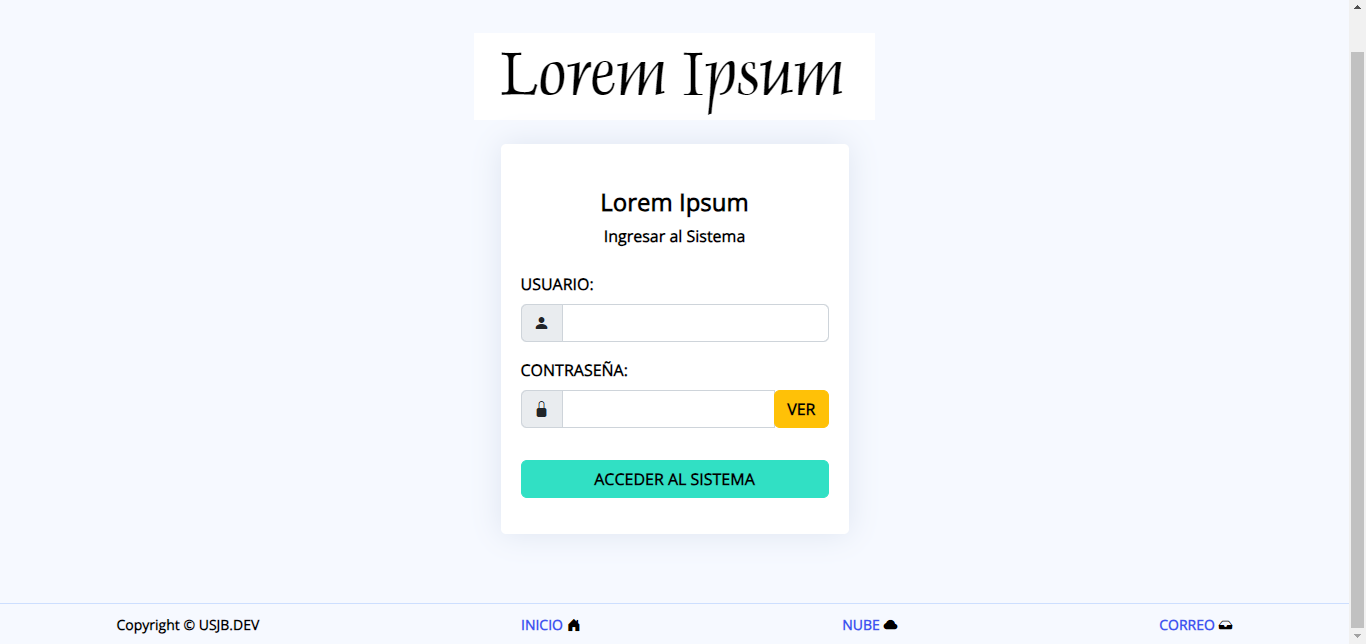 Lorem Ipsum
Lorem Ipsum
Ingresar al Sistema
USUARIO:
CONTRASEÑA:
VER
ACCEDER AL SISTEMA
Copyright © USJB.DEV INICIO NUBE CORREO